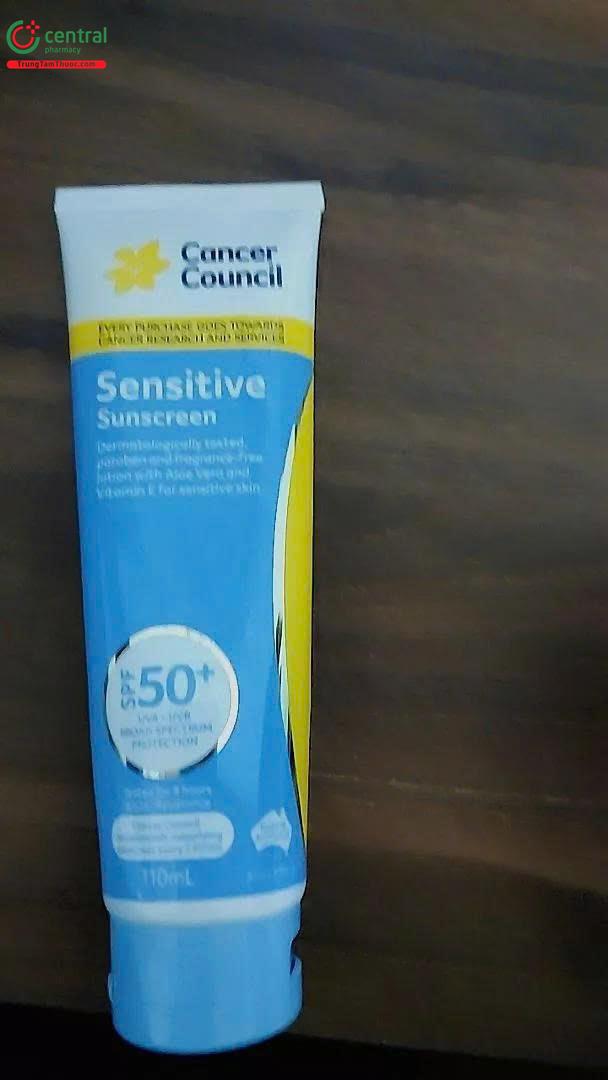 central
pharmacy
TrungTamThuoc.com
Cancer
Council
EVERY PURCHASE GOES TOWARDS
CANCER RESEARCH AND SERVICES
Sensitive
Sunscreen
Dermatologically tested,
paraben and fragrance-free
lotion with Aloe Vera and
Vitamin E for sensitive skin
SPF 50+
UVA - UVB
BROAD SPECTRUM
PROTECTION
110mL